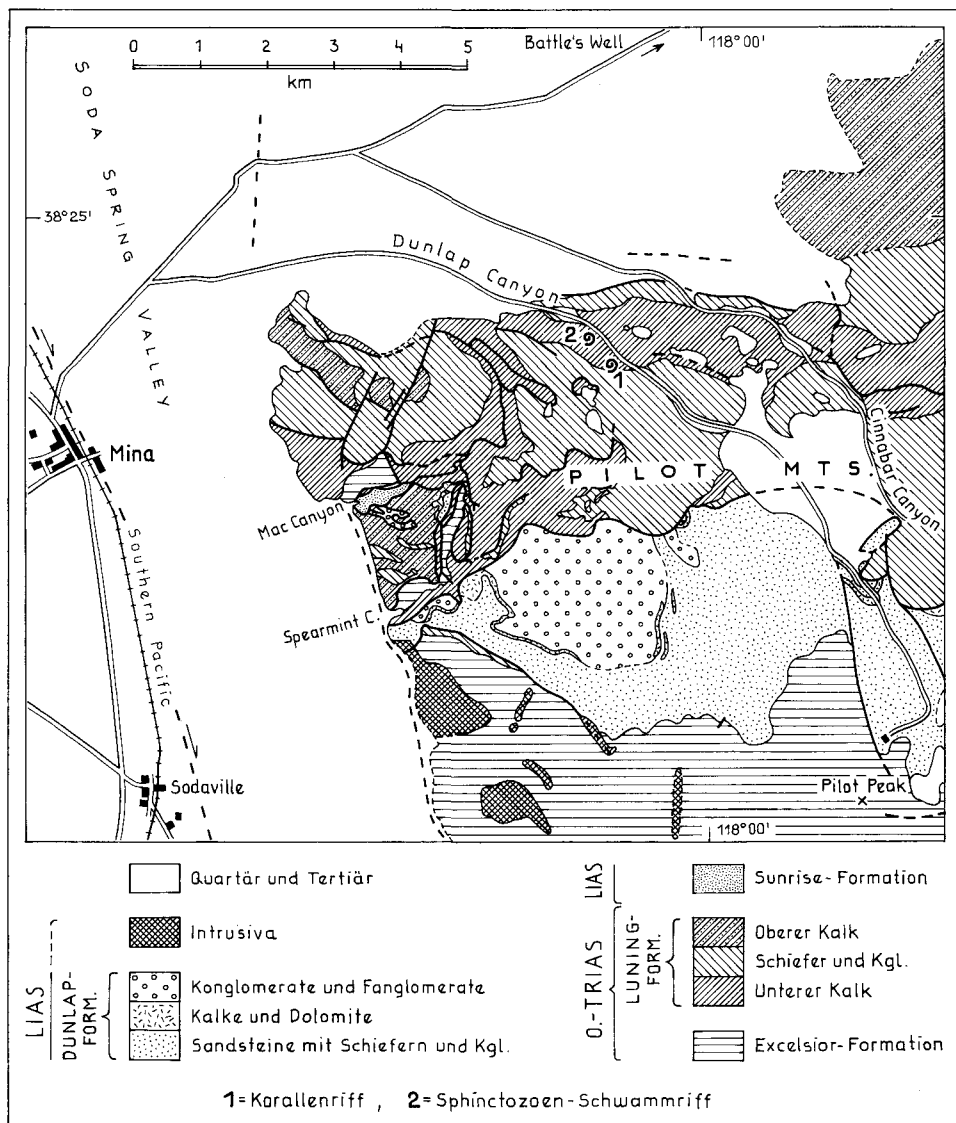 0 1 2 3 4 5
km
Battle's Well
118°00'
SODA SPRING
VALLEY
38°25'
Dunlap Canyon
2
1
Mina
PILOT MTS.
Cinnabar Canyon
Mac Canyon
Southern Pacific
Spearmint C.
Sodaville
Pilot Peak
118°00'
Quartär und Tertiär
Intrusiva
LIAS
DUNLAP-
FORM.
Konglomerate und Fanglomerate
Kalke und Dolomite
Sandsteine mit Schiefern und Kgl.
LIAS
Sunrise-Formation
O.-TRIAS
LUNING-
FORM.
Oberer Kalk
Schiefer und Kgl.
Unterer Kalk
Excelsior-Formation
1=Korallenriff , 2=Sphinctozoen-Schwammriff